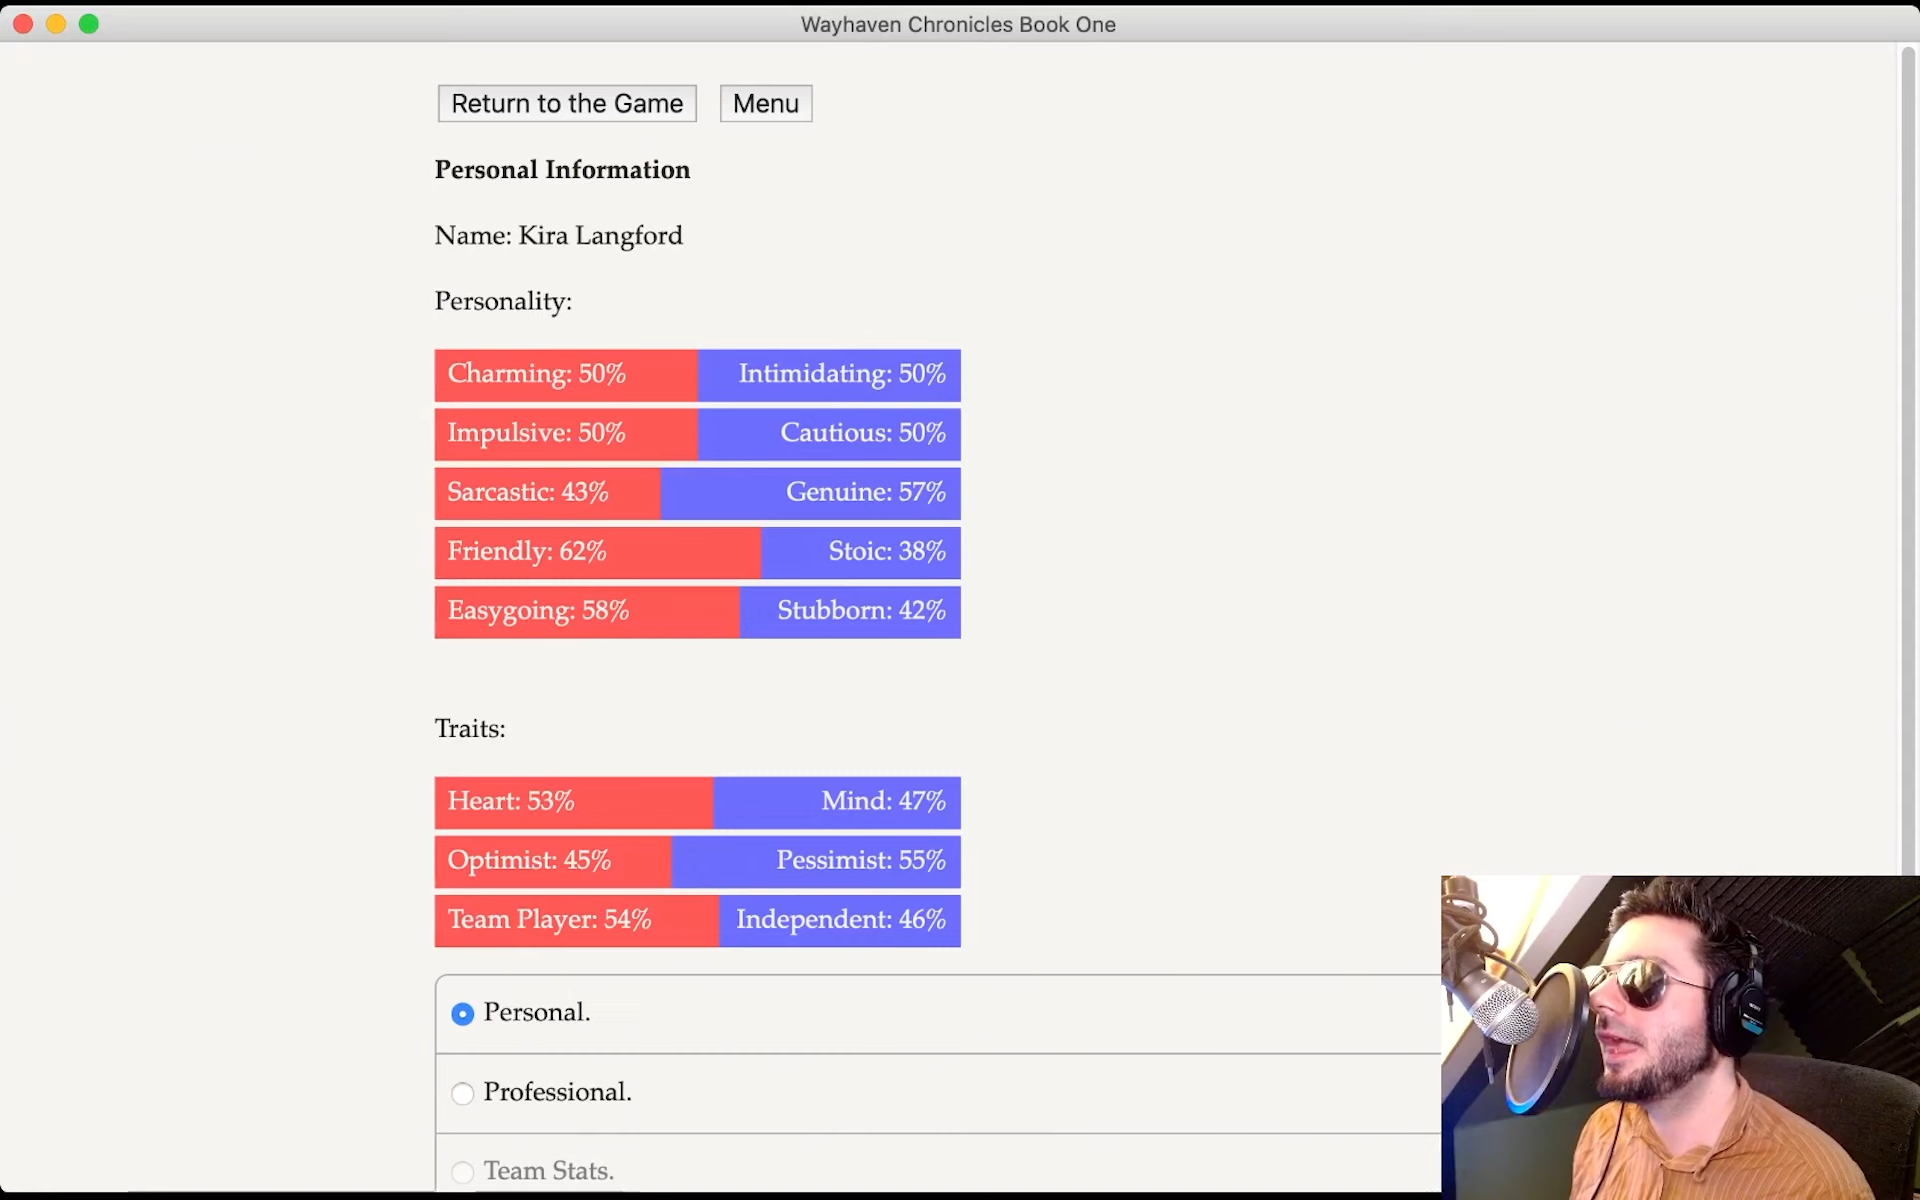 Wayhaven Chronicles Book One
Return to the Game Menu
Personal Information
Name: Kira Langford
Personality:
Charming: 50% Intimidating: 50%
Impulsive: 50% Cautious: 50%
Sarcastic: 43% Genuine: 57%
Friendly: 62% Stoic: 38%
Easygoing: 58% Stubborn: 42%
Traits:
Heart: 53% Mind: 47%
Optimist: 45% Pessimist: 55%
Team Player: 54% Independent: 46%
Personal.
Professional.
Team Stats.